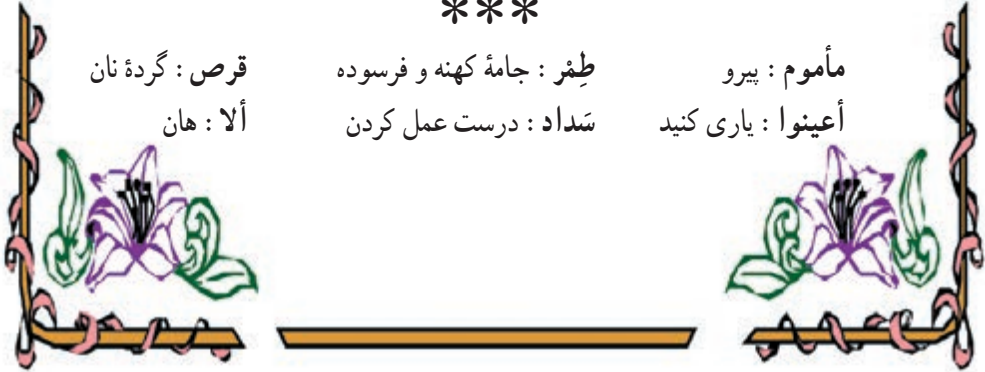 ***
مأموم : پیرو طِمْر : جامهٔ کهنه و فرسوده قرص : گردهٔ نان
أعینوا : یاری کنید سَداد : درست عمل کردن ألا : هان